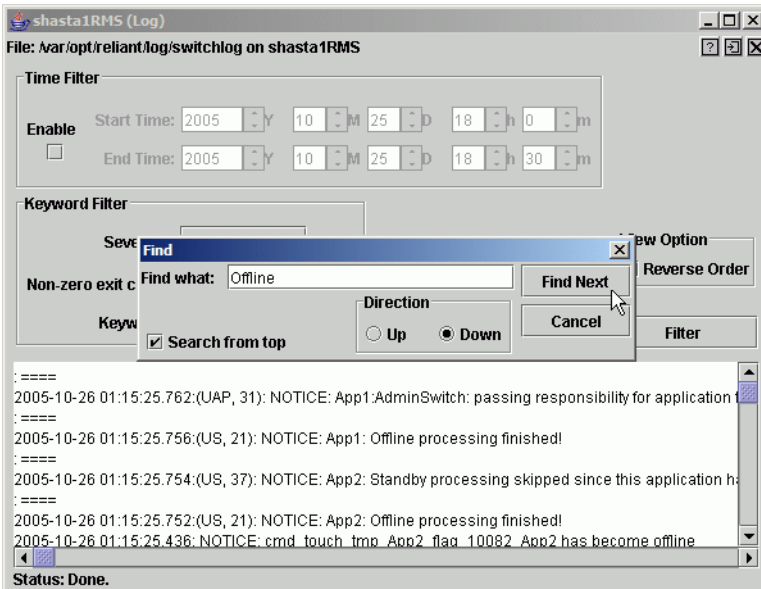 shasta1RMS (Log)
File: /var/opt/reliant/log/switchlog on shasta1RMS
Time Filter
Enable
Start Time: 2005 Y 10 M 25 D 18 h 0 m
End Time: 2005 Y 10 M 25 D 18 h 30 m
Keyword Filter
Seve
Non-zero exit c
Keyw
ew Option
Reverse Order
Filter
Find
Find what: Offline
Find Next
Direction
Up Down
Cancel
Search from top
: ====
2005-10-26 01:15:25.762:(UAP, 31): NOTICE: App1:AdminSwitch: passing responsibility for application
: ====
2005-10-26 01:15:25.756:(US, 21): NOTICE: App1: Offline processing finished!
: ====
2005-10-26 01:15:25.754:(US, 37): NOTICE: App2: Standby processing skipped since this application ha
: ====
2005-10-26 01:15:25.752:(US, 21): NOTICE: App2: Offline processing finished!
2005-10-26 01:15:25.436: NOTICE: cmd_touch_tmp_App2_flag_10082_App2 has become offline
Status: Done.